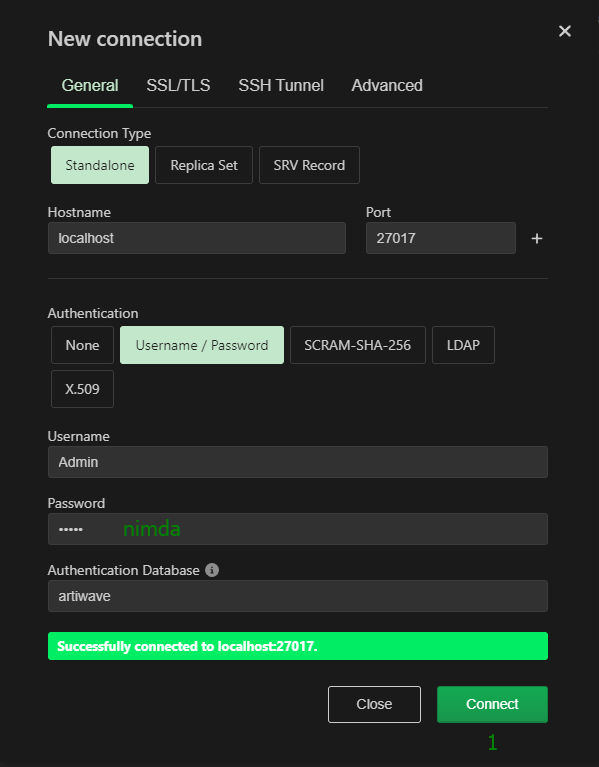 New connection
General SSL/TLS SSH Tunnel Advanced
Connection Type
Standalone Replica Set SRV Record
Hostname Port
localhost 27017 +
Authentication
None Username / Password SCRAM-SHA-256 LDAP
X.509
Username
Admin
Password
••••• nimda
Authentication Database
artiwave
Successfully connected to localhost:27017.
Close Connect
1